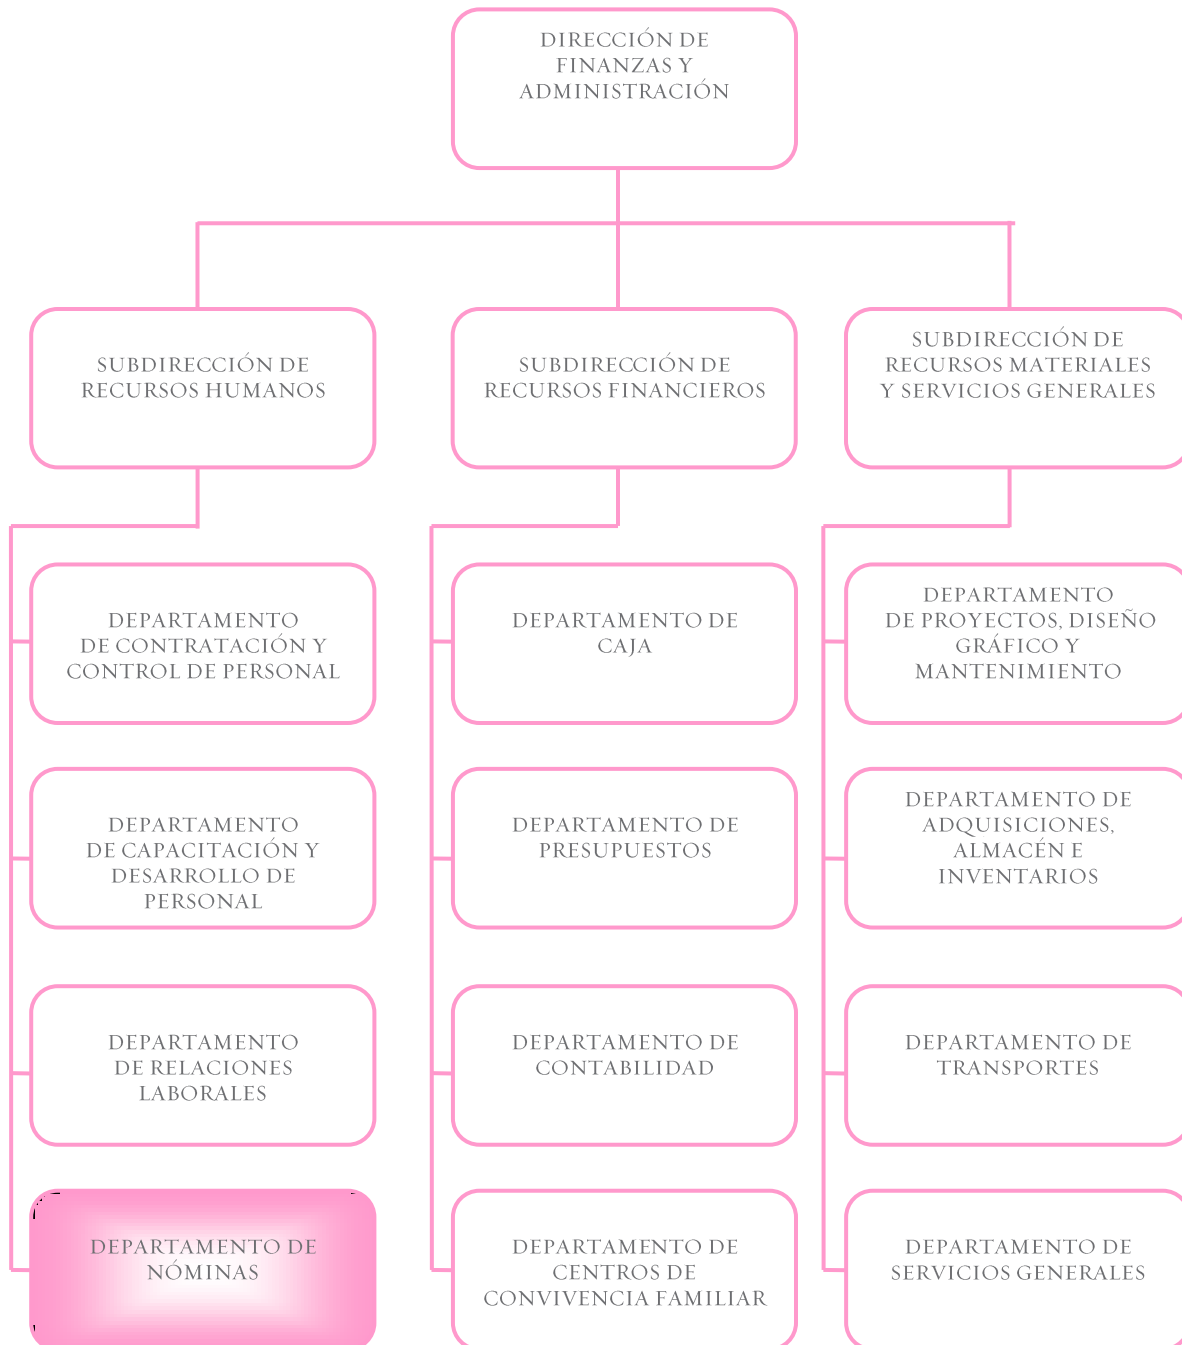 DIRECCIÓN DE
FINANZAS Y
ADMINISTRACIÓN
SUBDIRECCIÓN DE
RECURSOS HUMANOS
SUBDIRECCIÓN DE
RECURSOS FINANCIEROS
SUBDIRECCIÓN DE
RECURSOS MATERIALES
Y SERVICIOS GENERALES
DEPARTAMENTO
DE CONTRATACIÓN Y
CONTROL DE PERSONAL
DEPARTAMENTO DE
CAJA
DEPARTAMENTO
DE PROYECTOS, DISEÑO
GRÁFICO Y
MANTENIMIENTO
DEPARTAMENTO
DE CAPACITACIÓN Y
DESARROLLO DE
PERSONAL
DEPARTAMENTO DE
PRESUPUESTOS
DEPARTAMENTO DE
ADQUISICIONES,
ALMACÉN E
INVENTARIOS
DEPARTAMENTO
DE RELACIONES
LABORALES
DEPARTAMENTO DE
CONTABILIDAD
DEPARTAMENTO DE
TRANSPORTES
DEPARTAMENTO DE
NÓMINAS
DEPARTAMENTO DE
CENTROS DE
CONVIVENCIA FAMILIAR
DEPARTAMENTO DE
SERVICIOS GENERALES